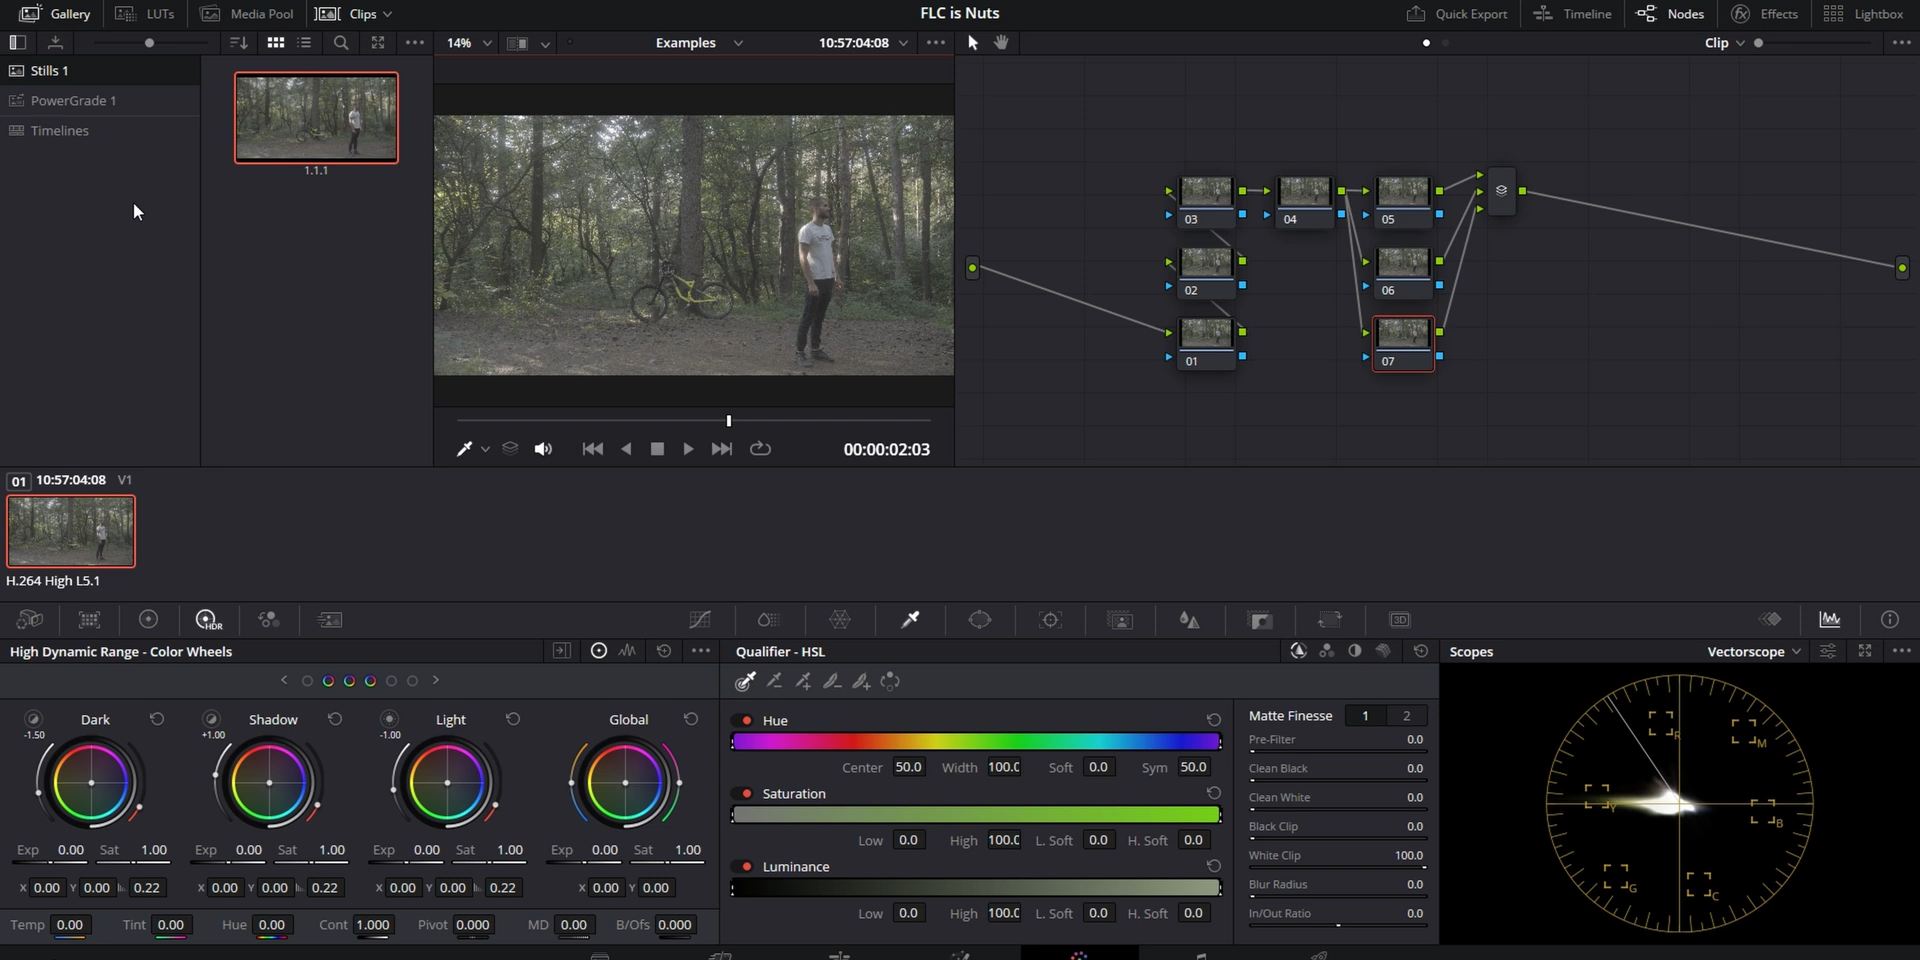 Gallery LUTs Media Pool Clips FLC is Nuts Quick Export Timeline Nodes Effects Lightbox
14% Examples 10:57:04:08 Clip
Stills 1
PowerGrade 1
Timelines
1.1.1
03 04 05
02 06
01 07
00:00:02:03
01 10:57:04:08 V1
H.264 High L5.1
HDR 3D
High Dynamic Range - Color Wheels
Dark Shadow Light Global
-1.50 +1.00 -1.00
Exp 0.00 Sat 1.00 Exp 0.00 Sat 1.00 Exp 0.00 Sat 1.00 Exp 0.00 Sat 1.00
X 0.00 Y 0.00 0.22 X 0.00 Y 0.00 0.22 X 0.00 Y 0.00 0.22 X 0.00 Y 0.00
Temp 0.00 Tint 0.00 Hue 0.00 Cont 1.000 Pivot 0.000 MD 0.00 B/Ofs 0.000
Qualifier - HSL
Hue
Center 50.0 Width 100.0 Soft 0.0 Sym 50.0
Saturation
Low 0.0 High 100.0 L. Soft 0.0 H. Soft 0.0
Luminance
Low 0.0 High 100.0 L. Soft 0.0 H. Soft 0.0
Matte Finesse 1 2
Pre-Filter 0.0
Clean Black 0.0
Clean White 0.0
Black Clip 0.0
White Clip 100.0
Blur Radius 0.0
In/Out Ratio 0.0
Scopes Vectorscope
R M
Y B
G C